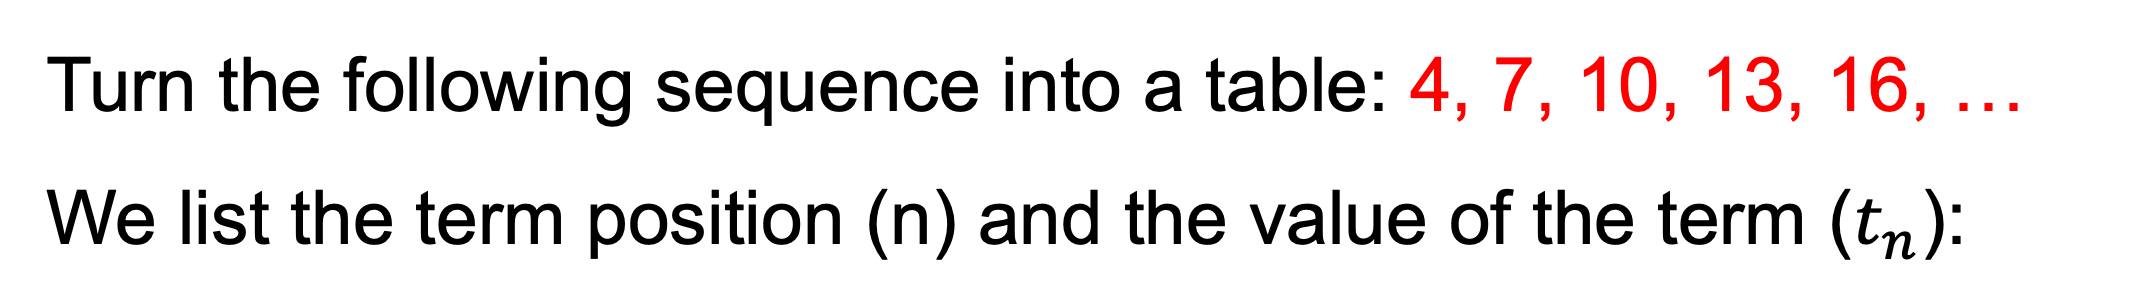 Turn the following sequence into a table: 4, 7, 10, 13, 16, …
We list the term position (n) and the value of the term (tₙ):